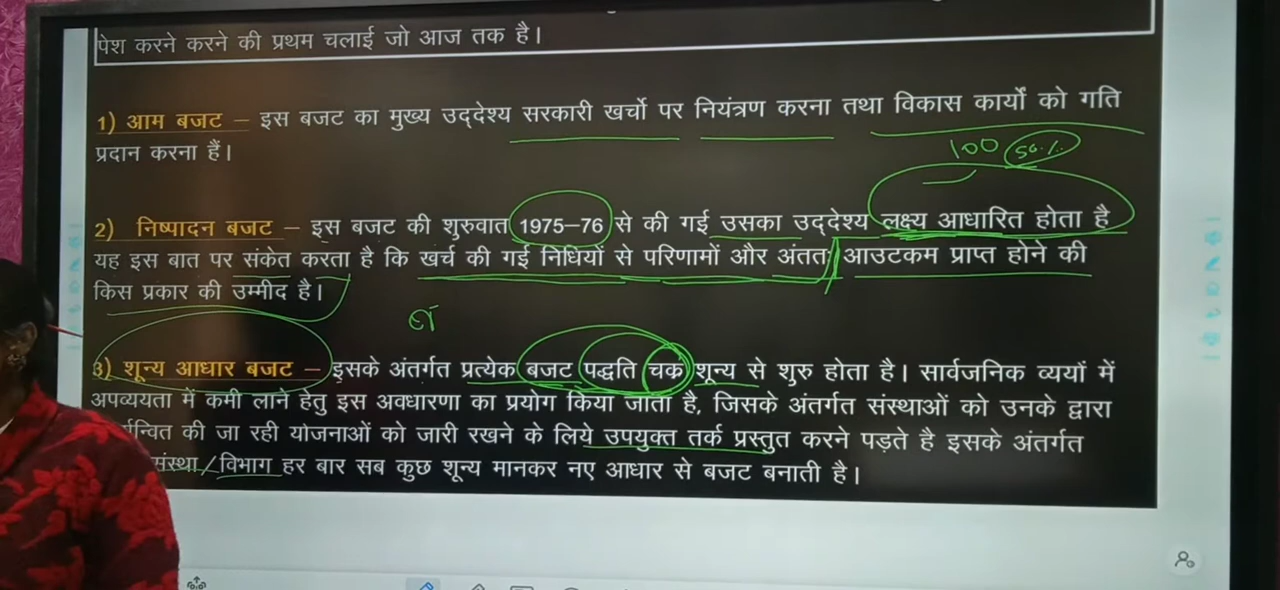 पेश करने करने की प्रथम चलाई जो आज तक है।
1) आम बजट – इस बजट का मुख्य उद्देश्य सरकारी खर्चो पर नियंत्रण करना तथा विकास कार्यों को गति
प्रदान करना हैं।
100 50%
2) निष्पादन बजट – इस बजट की शुरुवात 1975–76 से की गई उसका उद्देश्य लक्ष्य आधारित होता है
यह इस बात पर संकेत करता है कि खर्च की गई निधियों से परिणामों और अंततः आउटकम प्राप्त होने की
किस प्रकार की उम्मीद है।
3) शून्य आधार बजट – इसके अंतर्गत प्रत्येक बजट पद्धति चक्र शून्य से शुरु होता है। सार्वजनिक व्ययों में
अपव्ययता में कमी लाने हेतु इस अवधारणा का प्रयोग किया जाता है, जिसके अंतर्गत संस्थाओं को उनके द्वारा
की जा रही योजनाओं को जारी रखने के लिये उपयुक्त तर्क प्रस्तुत करने पड़ते है इसके अंतर्गत
संस्था/विभाग हर बार सब कुछ शून्य मानकर नए आधार से बजट बनाती है।